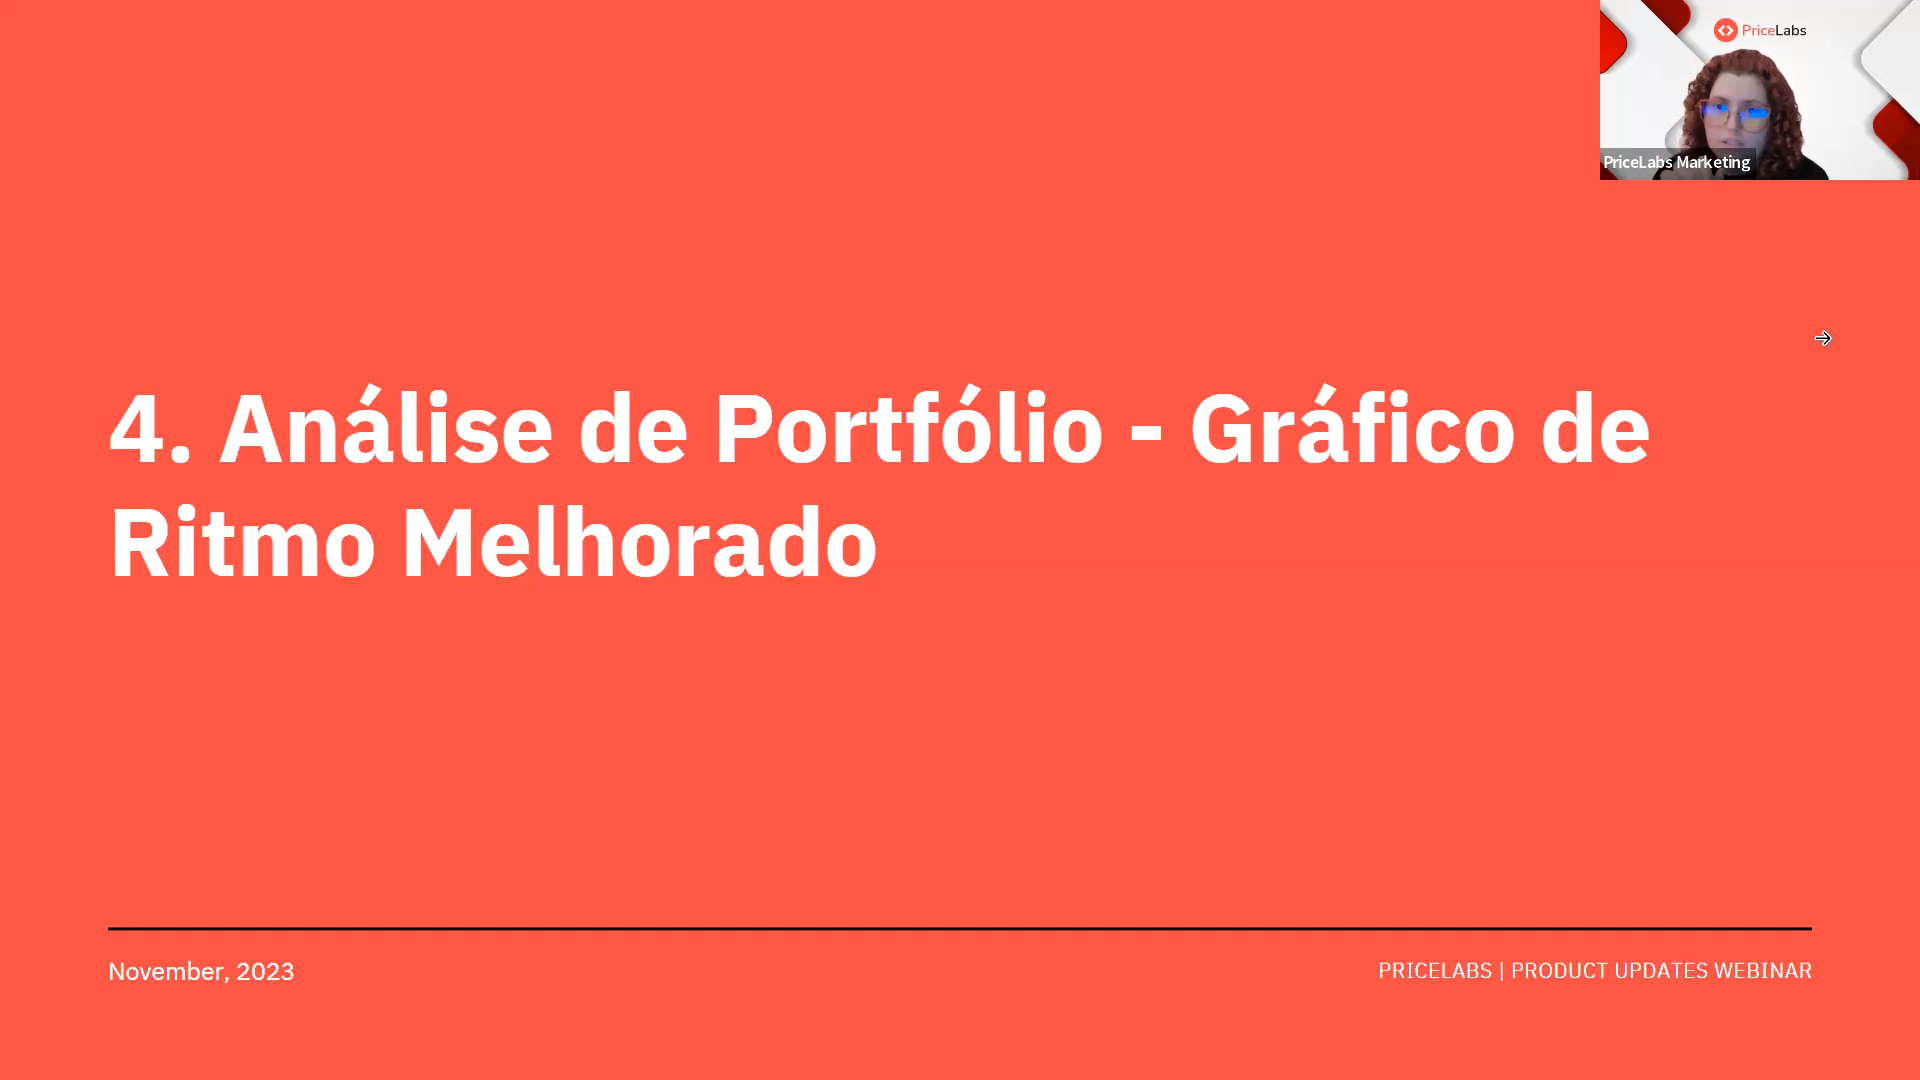 PriceLabs
PriceLabs Marketing
4. Análise de Portfólio - Gráfico de
Ritmo Melhorado
November, 2023
PRICELABS | PRODUCT UPDATES WEBINAR